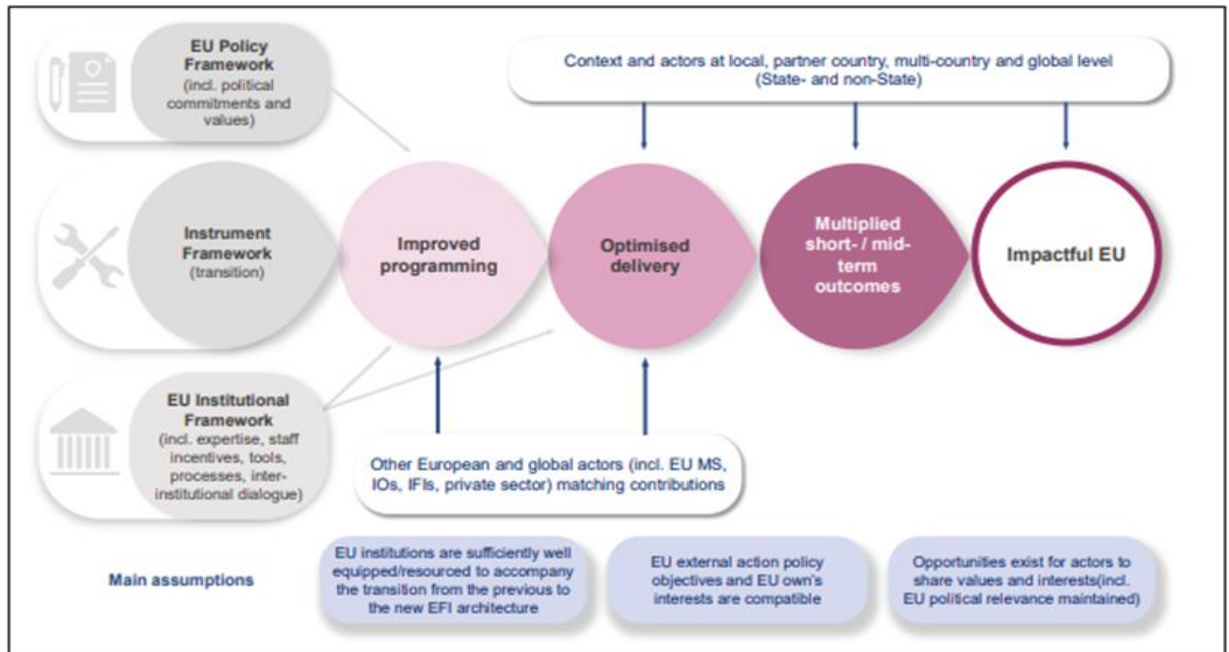 EU Policy
Framework
(incl. political
commitments and
values)
Context and actors at local, partner country, multi-country and global level
(State- and non-State)
Instrument
Framework
(transition)
Improved
programming
Optimised
delivery
Multiplied
short- / mid-
term
outcomes
Impactful EU
EU Institutional
Framework
(incl. expertise, staff
incentives, tools,
processes, inter-
institutional dialogue)
Other European and global actors (incl. EU MS,
IOs, IFIs, private sector) matching contributions
Main assumptions
EU institutions are sufficiently well
equipped/resourced to accompany
the transition from the previous to
the new EFI architecture
EU external action policy
objectives and EU own's
interests are compatible
Opportunities exist for actors to
share values and interests(incl.
EU political relevance maintained)